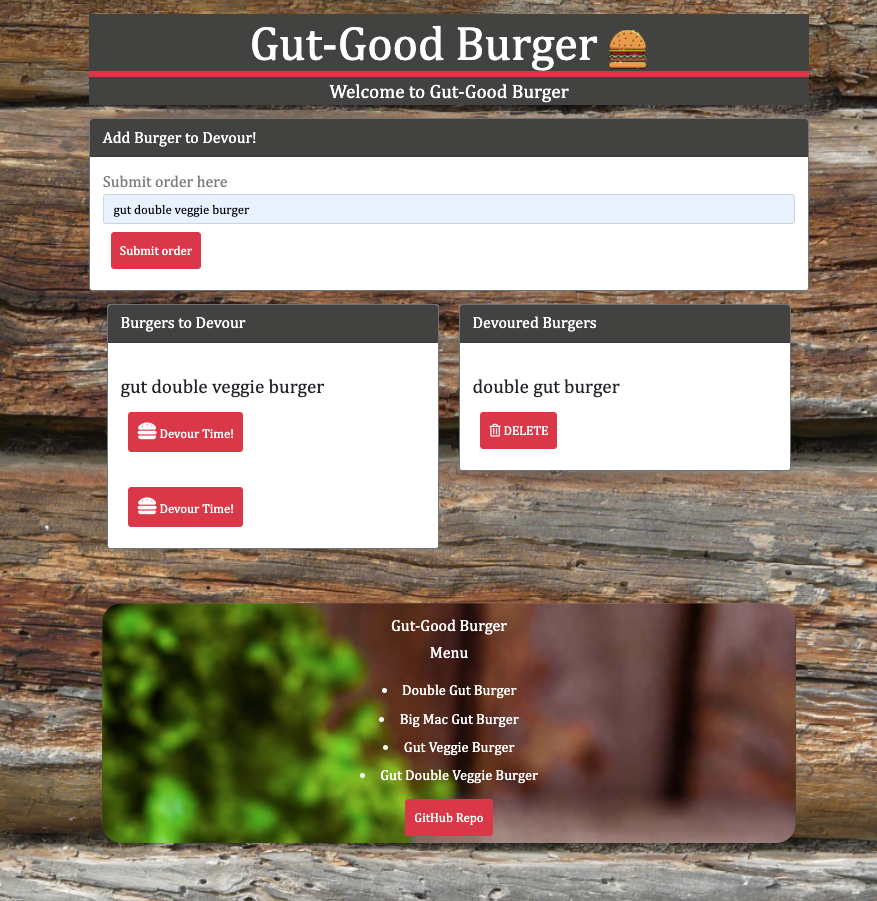 Gut-Good Burger
Welcome to Gut-Good Burger
Add Burger to Devour!
Submit order here
gut double veggie burger
Submit order
Burgers to Devour
gut double veggie burger
Devour Time!
Devour Time!
Devoured Burgers
double gut burger
DELETE
Gut-Good Burger
Menu
Double Gut Burger
Big Mac Gut Burger
Gut Veggie Burger
Gut Double Veggie Burger
GitHub Repo